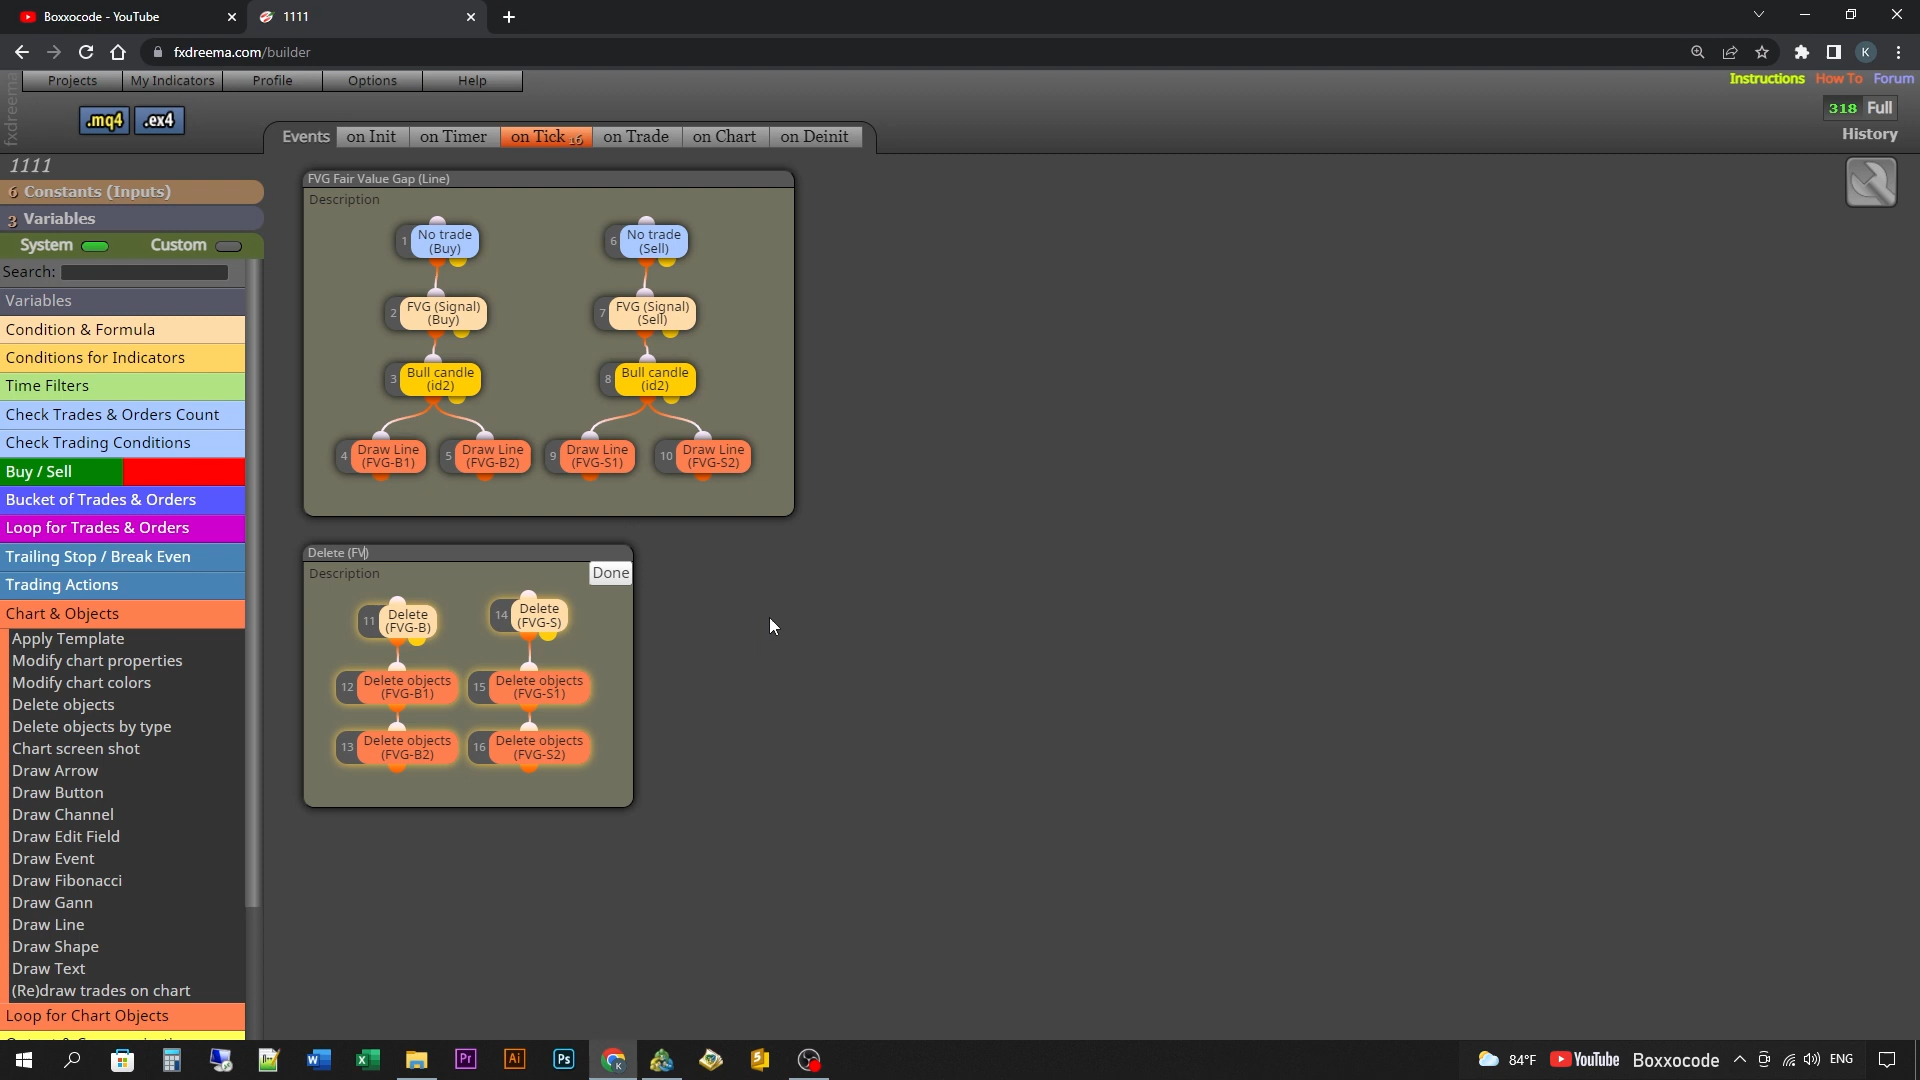 Boxxocode - YouTube
1111
fxdreema.com/builder
Projects
My Indicators
Profile
Options
Help
Instructions
How To
Forum
fxdreema
.mq4
.ex4
318 Full
History
Events
on Init
on Timer
on Tick 16
on Trade
on Chart
on Deinit
1111
6 Constants (Inputs)
3 Variables
System
Custom
Search:
Variables
Condition & Formula
Conditions for Indicators
Time Filters
Check Trades & Orders Count
Check Trading Conditions
Buy / Sell
Bucket of Trades & Orders
Loop for Trades & Orders
Trailing Stop / Break Even
Trading Actions
Chart & Objects
Apply Template
Modify chart properties
Modify chart colors
Delete objects
Delete objects by type
Chart screen shot
Draw Arrow
Draw Button
Draw Channel
Draw Edit Field
Draw Event
Draw Fibonacci
Draw Gann
Draw Line
Draw Shape
Draw Text
(Re)draw trades on chart
Loop for Chart Objects
FVG Fair Value Gap (Line)
Description
1 No trade
(Buy)
6 No trade
(Sell)
2 FVG (Signal)
(Buy)
7 FVG (Signal)
(Sell)
3 Bull candle
(id2)
8 Bull candle
(id2)
4 Draw Line
(FVG-B1)
5 Draw Line
(FVG-B2)
9 Draw Line
(FVG-S1)
10 Draw Line
(FVG-S2)
Delete (FV)
Description
Done
11 Delete
(FVG-B)
14 Delete
(FVG-S)
12 Delete objects
(FVG-B1)
15 Delete objects
(FVG-S1)
13 Delete objects
(FVG-B2)
16 Delete objects
(FVG-S2)
84°F
YouTube
Boxxocode
ENG